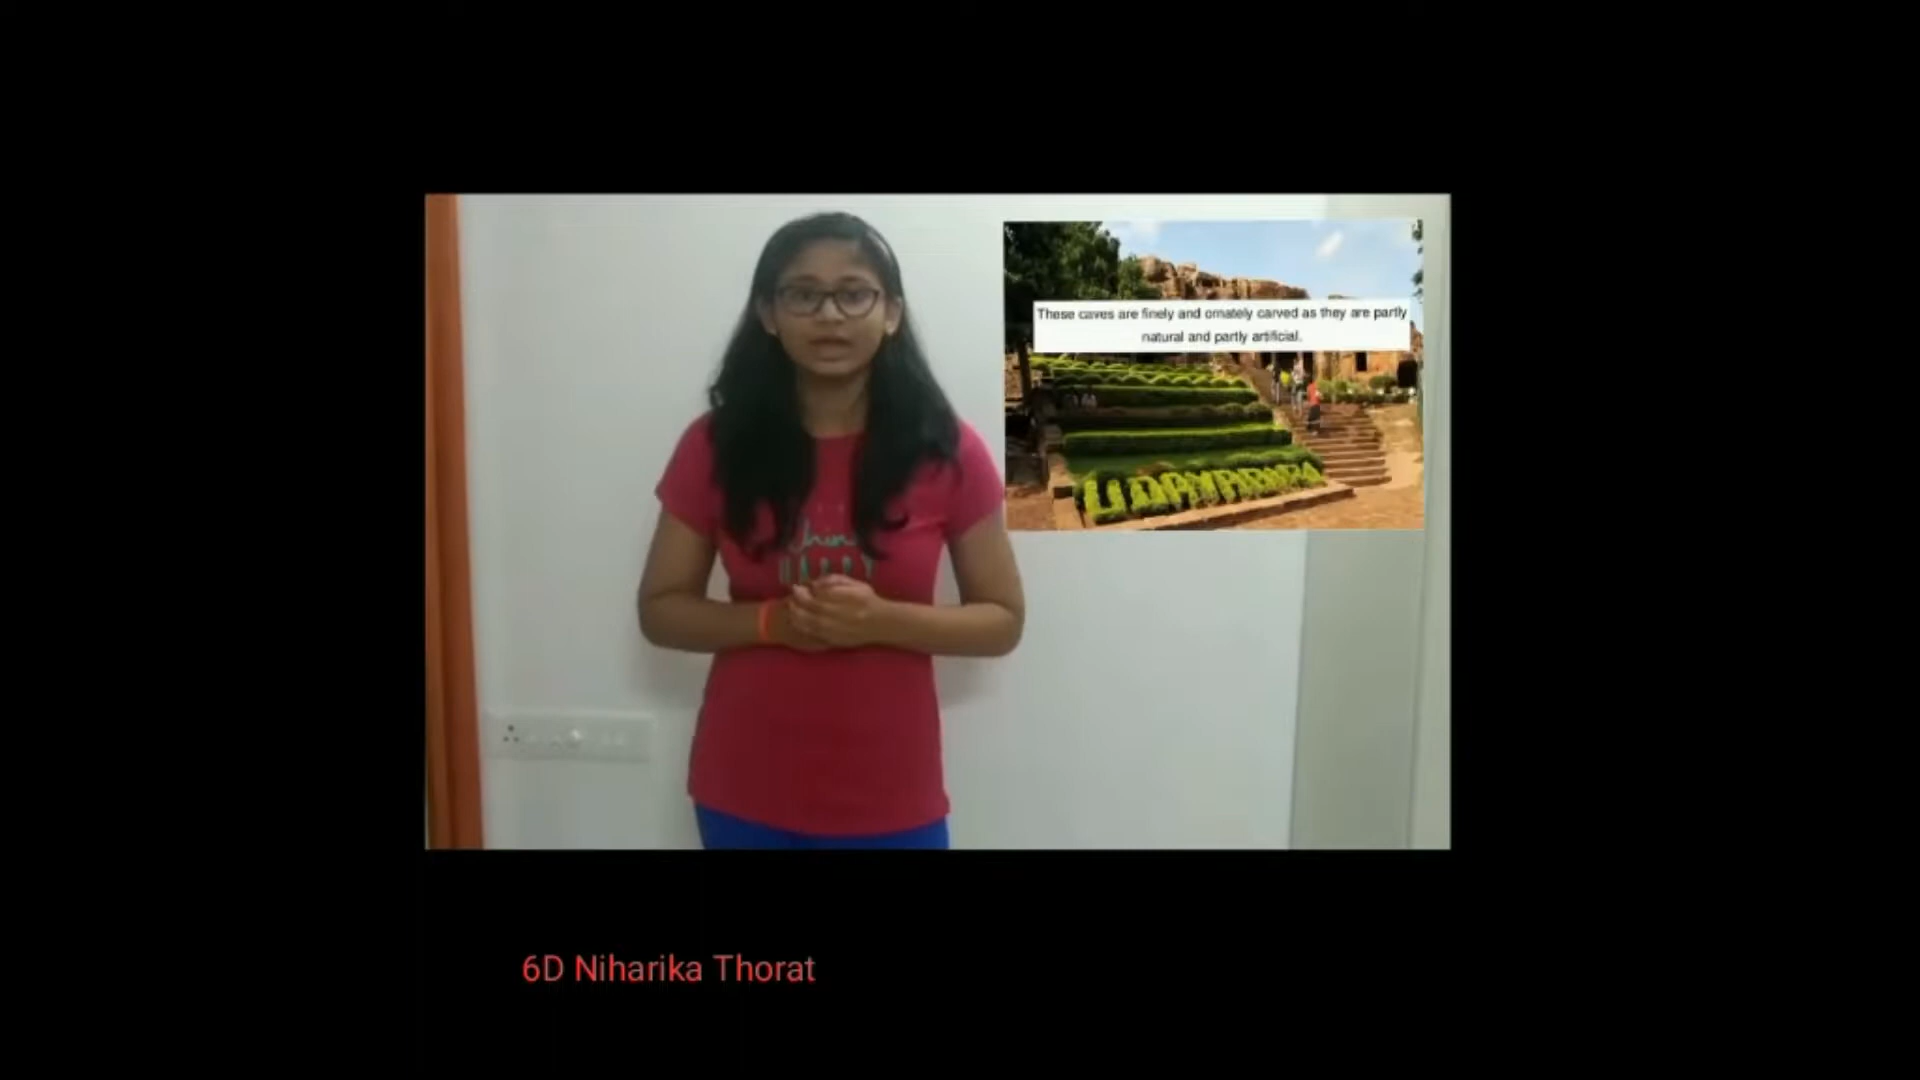 These caves are finely and ornately carved as they are partly
natural and partly artificial.
UDAYAGIRI
HAPPY
6D Niharika Thorat